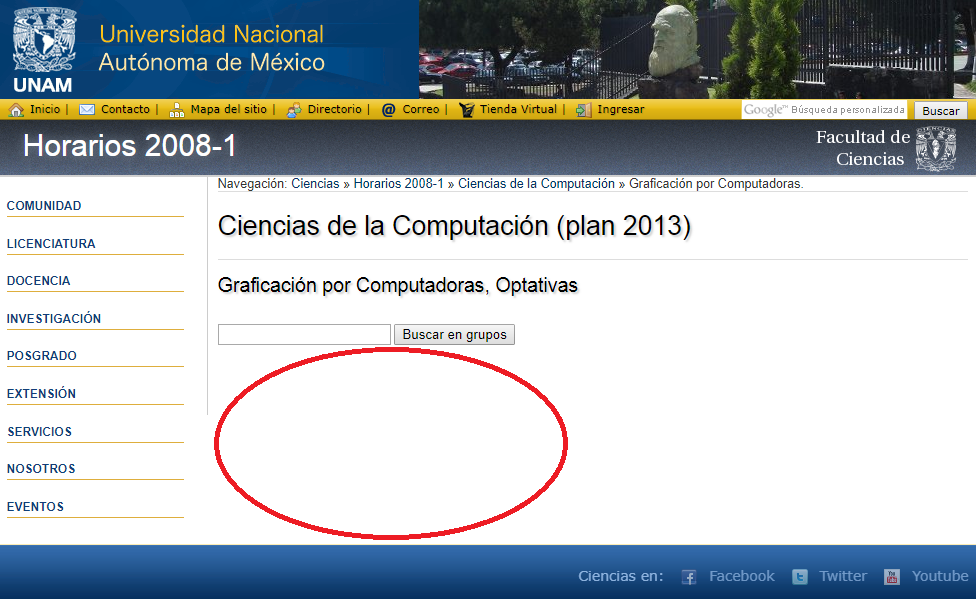 Universidad Nacional
Autónoma de México
UNAM
Inicio | Contacto | Mapa del sitio | Directorio | @ Correo | Tienda Virtual | Ingresar
Google™ Búsqueda personalizada Buscar
Horarios 2008-1
Facultad de
Ciencias
CIENCIAS
Navegación: Ciencias » Horarios 2008-1 » Ciencias de la Computación » Graficación por Computadoras.
COMUNIDAD
LICENCIATURA
DOCENCIA
INVESTIGACIÓN
POSGRADO
EXTENSIÓN
SERVICIOS
NOSOTROS
EVENTOS
Ciencias de la Computación (plan 2013)
Graficación por Computadoras, Optativas
Buscar en grupos
Ciencias en: Facebook Twitter Youtube